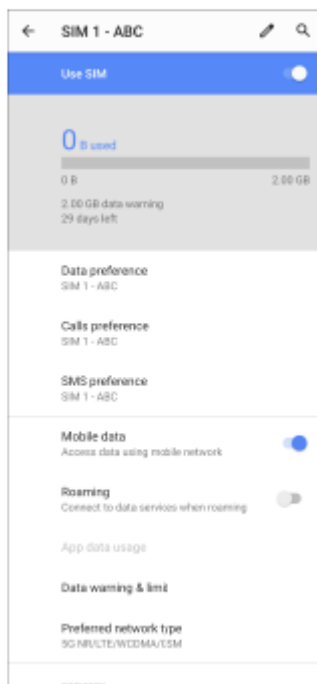 SIM 1 - ABC
Use SIM
0 B used
0 B 2.00 GB
2.00 GB data warning
29 days left
Data preference
SIM 1 - ABC
Calls preference
SIM 1 - ABC
SMS preference
SIM 1 - ABC
Mobile data
Access data using mobile network
Roaming
Connect to data services when roaming
App data usage
Data warning & limit
Preferred network type
5G NR/LTE/WCDMA/GSM